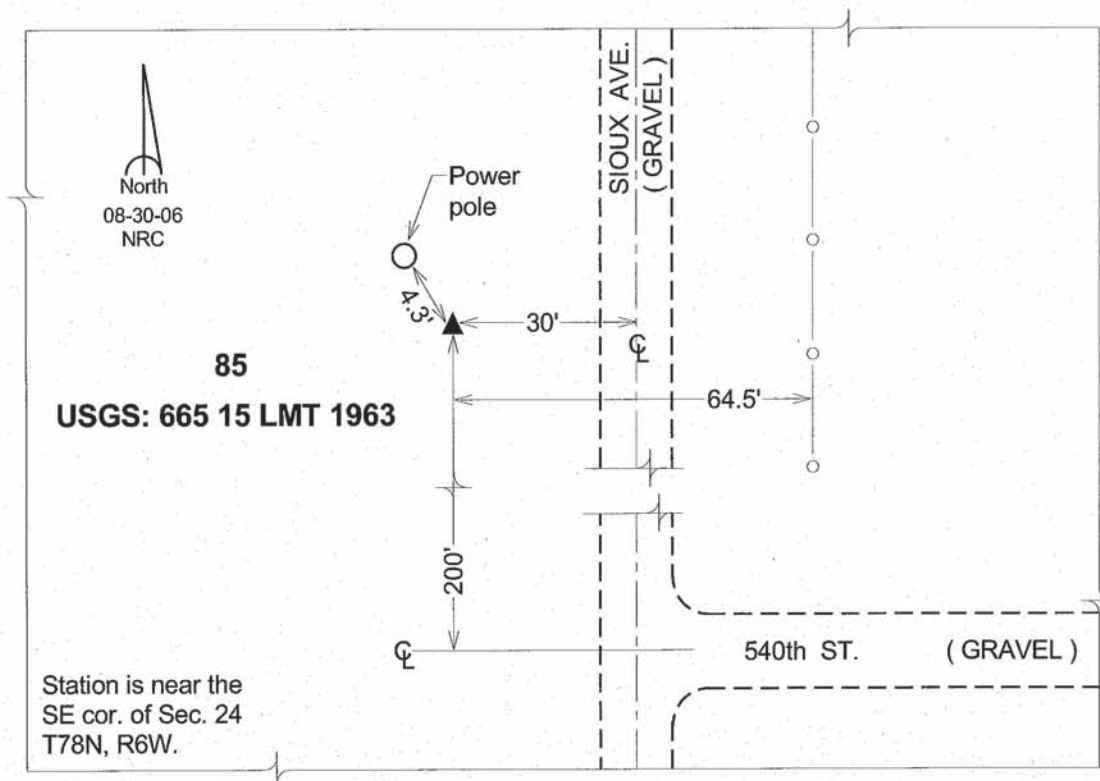 SIOUX AVE.
( GRAVEL )
North
08-30-06
NRC
Power
pole
4.3'
30'
℄
85
USGS: 665 15 LMT 1963
64.5'
200'
℄
540th ST. ( GRAVEL )
Station is near the
SE cor. of Sec. 24
T78N, R6W.